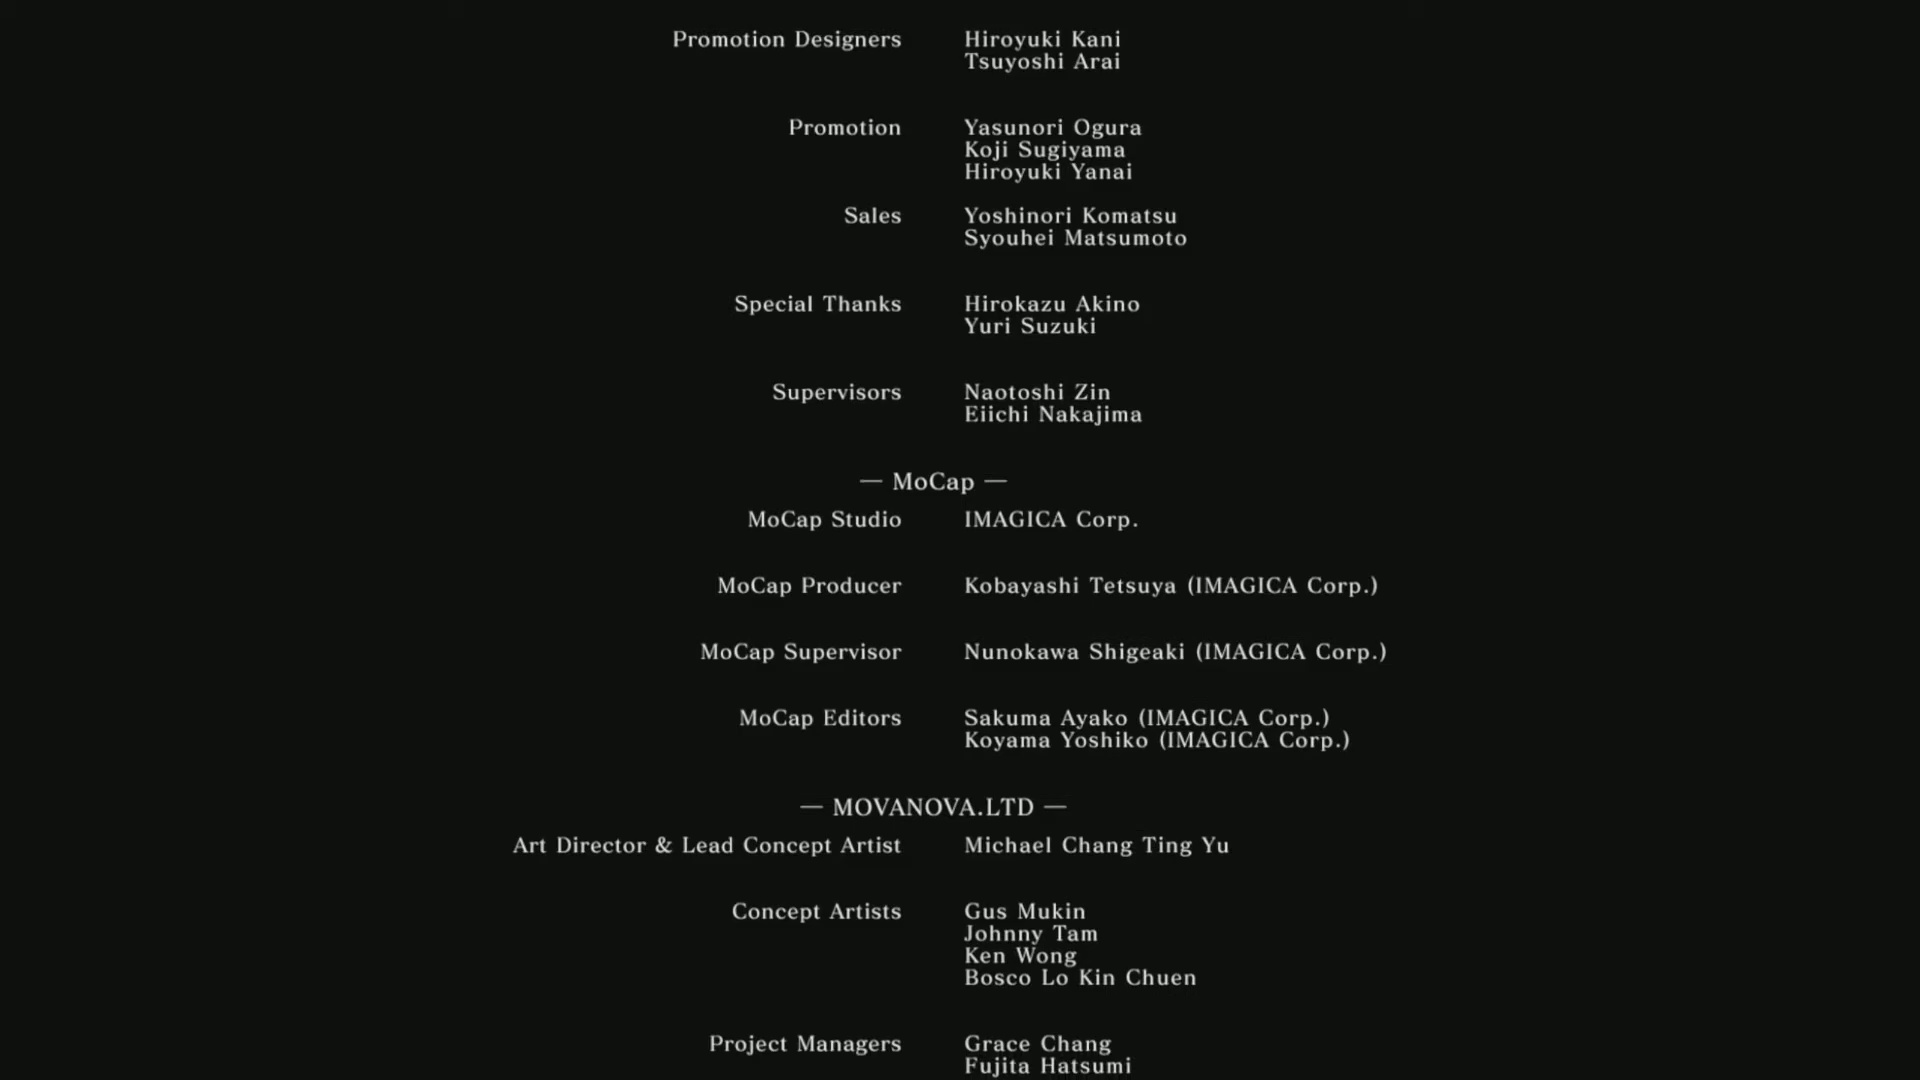 Promotion Designers Hiroyuki Kani
Tsuyoshi Arai
Promotion Yasunori Ogura
Koji Sugiyama
Hiroyuki Yanai
Sales Yoshinori Komatsu
Syouhei Matsumoto
Special Thanks Hirokazu Akino
Yuri Suzuki
Supervisors Naotoshi Zin
Eiichi Nakajima
— MoCap —
MoCap Studio IMAGICA Corp.
MoCap Producer Kobayashi Tetsuya (IMAGICA Corp.)
MoCap Supervisor Nunokawa Shigeaki (IMAGICA Corp.)
MoCap Editors Sakuma Ayako (IMAGICA Corp.)
Koyama Yoshiko (IMAGICA Corp.)
— MOVANOVA.LTD —
Art Director & Lead Concept Artist Michael Chang Ting Yu
Concept Artists Gus Mukin
Johnny Tam
Ken Wong
Bosco Lo Kin Chuen
Project Managers Grace Chang
Fujita Hatsumi